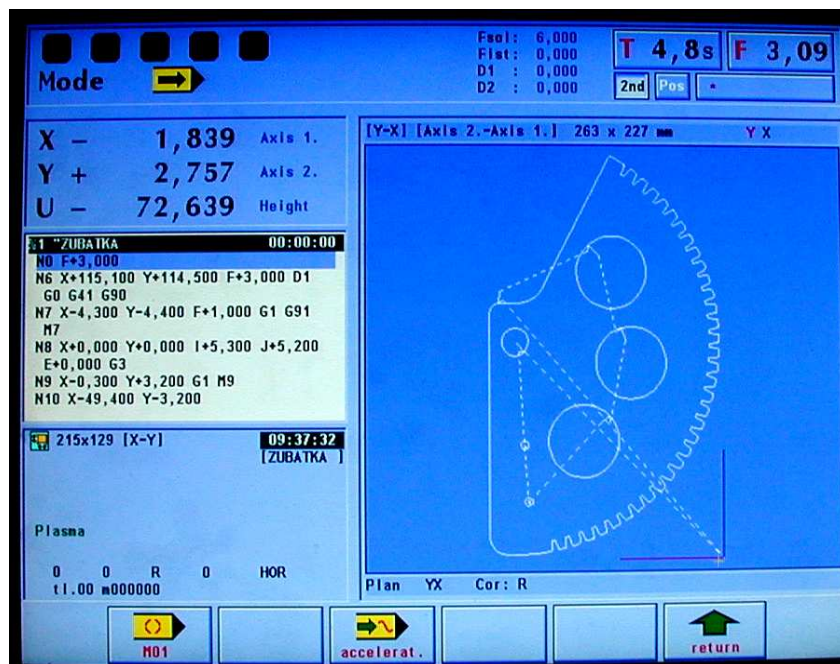 Mode
Fsol: 6,000
FIst: 0,000
D1 : 0,000
D2 : 0,000
T 4,8s
F 3,09
2nd Pos *
X - 1,839 Axis 1.
Y + 2,757 Axis 2.
U - 72,639 Height
1 "ZUBATKA 00:00:00
N0 F+3,000
N6 X+115,100 Y+114,500 F+3,000 D1
G0 G41 G90
N7 X-4,300 Y-4,400 F+1,000 G1 G91
M7
N8 X+0,000 Y+0,000 I+5,300 J+5,200
E+0,000 G3
N9 X-0,300 Y+3,200 G1 M9
N10 X-49,400 Y-3,200
215x129 [X-Y] 09:37:32
[ZUBATKA ]
Plasma
0 0 R 0 HOR
tl.00 m000000
[Y-X] [Axis 2.-Axis 1.] 263 x 227 mm Y X
Plan YX Cor: R
M01
accelerat.
return